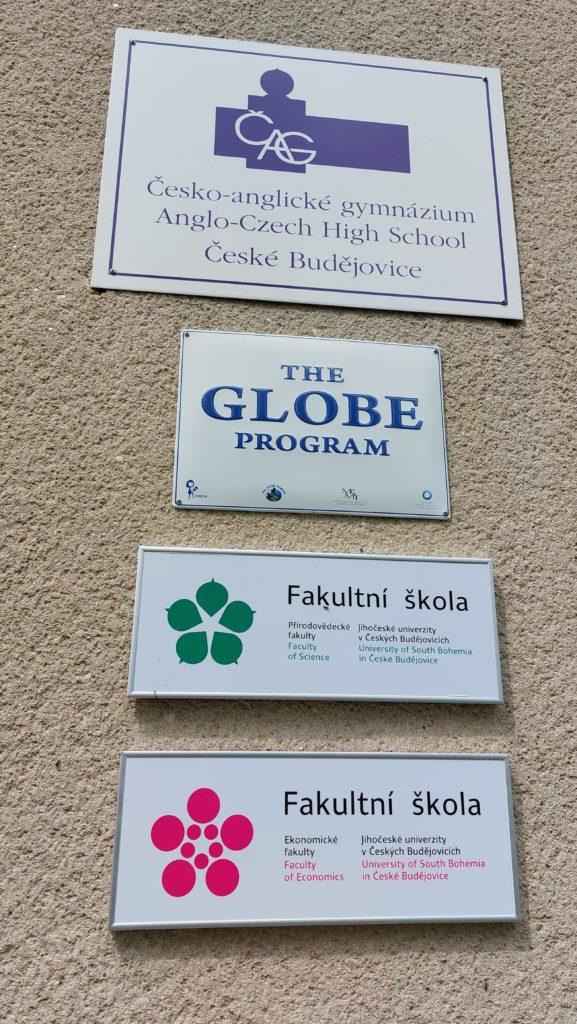 ČAG
Česko-anglické gymnázium
Anglo-Czech High School
České Budějovice
THE
GLOBE
PROGRAM
Fakultní škola
Přírodovědecké
fakulty
Faculty
of Science
Jihočeské univerzity
v Českých Budějovicích
University of South Bohemia
in České Budějovice
Fakultní škola
Ekonomické
fakulty
Faculty
of Economics
Jihočeské univerzity
v Českých Budějovicích
University of South Bohemia
in České Budějovice